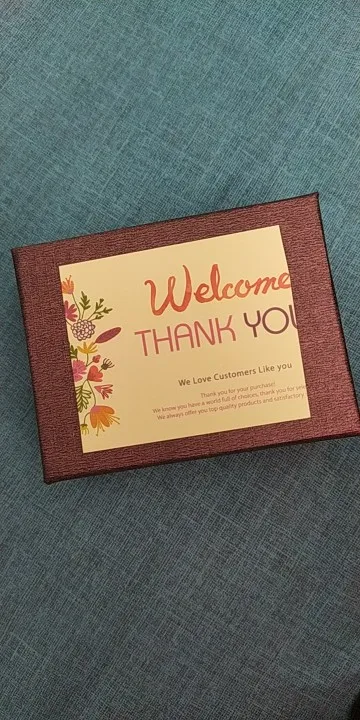 Welcome
THANK YOU
We Love Customers Like you
Thank you for your purchase!
We know you have a world full of choices, thank you for
We always offer you top quality products and satisfactory